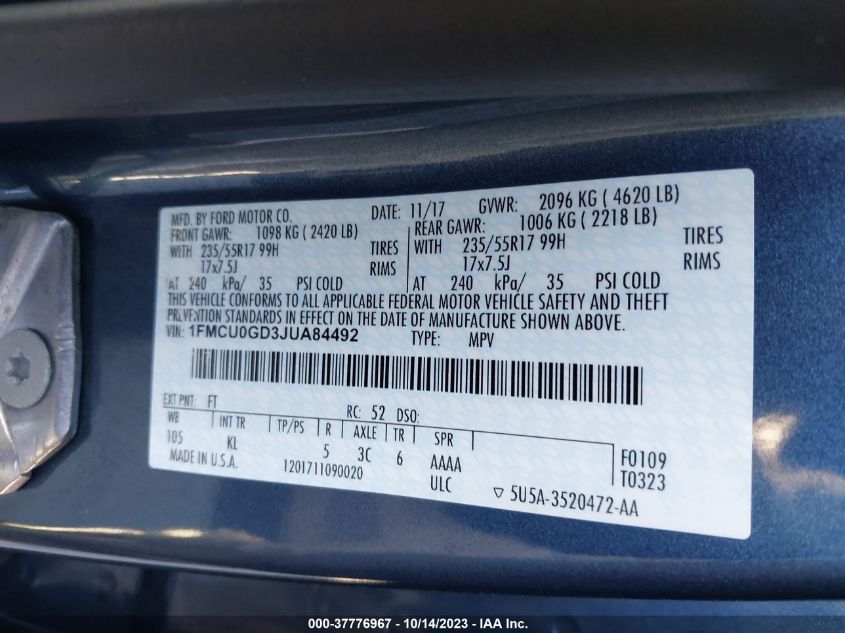 MFD. BY FORD MOTOR CO. DATE: 11/17 GVWR: 2096 KG ( 4620 LB)
FRONT GAWR: 1098 KG ( 2420 LB) REAR GAWR: 1006 KG ( 2218 LB)
WITH 235/55R17 99H TIRES WITH 235/55R17 99H TIRES
17x7.5J RIMS 17x7.5J RIMS
AT 240 kPa/ 35 PSI COLD AT 240 kPa/ 35 PSI COLD
THIS VEHICLE CONFORMS TO ALL APPLICABLE FEDERAL MOTOR VEHICLE SAFETY AND THEFT
PREVENTION STANDARDS IN EFFECT ON THE DATE OF MANUFACTURE SHOWN ABOVE.
VIN: 1FMCU0GD3JUA84492 TYPE: MPV
EXT PNT: FT RC: 52 DSO:
WB INT TR TP/PS R AXLE TR SPR
105 KL 5 3C 6 AAAA F0109
MADE IN U.S.A. 1201711090020 ULC T0323
▽ 5U5A-3520472-AA
000-37776967 - 10/14/2023 - IAA Inc.